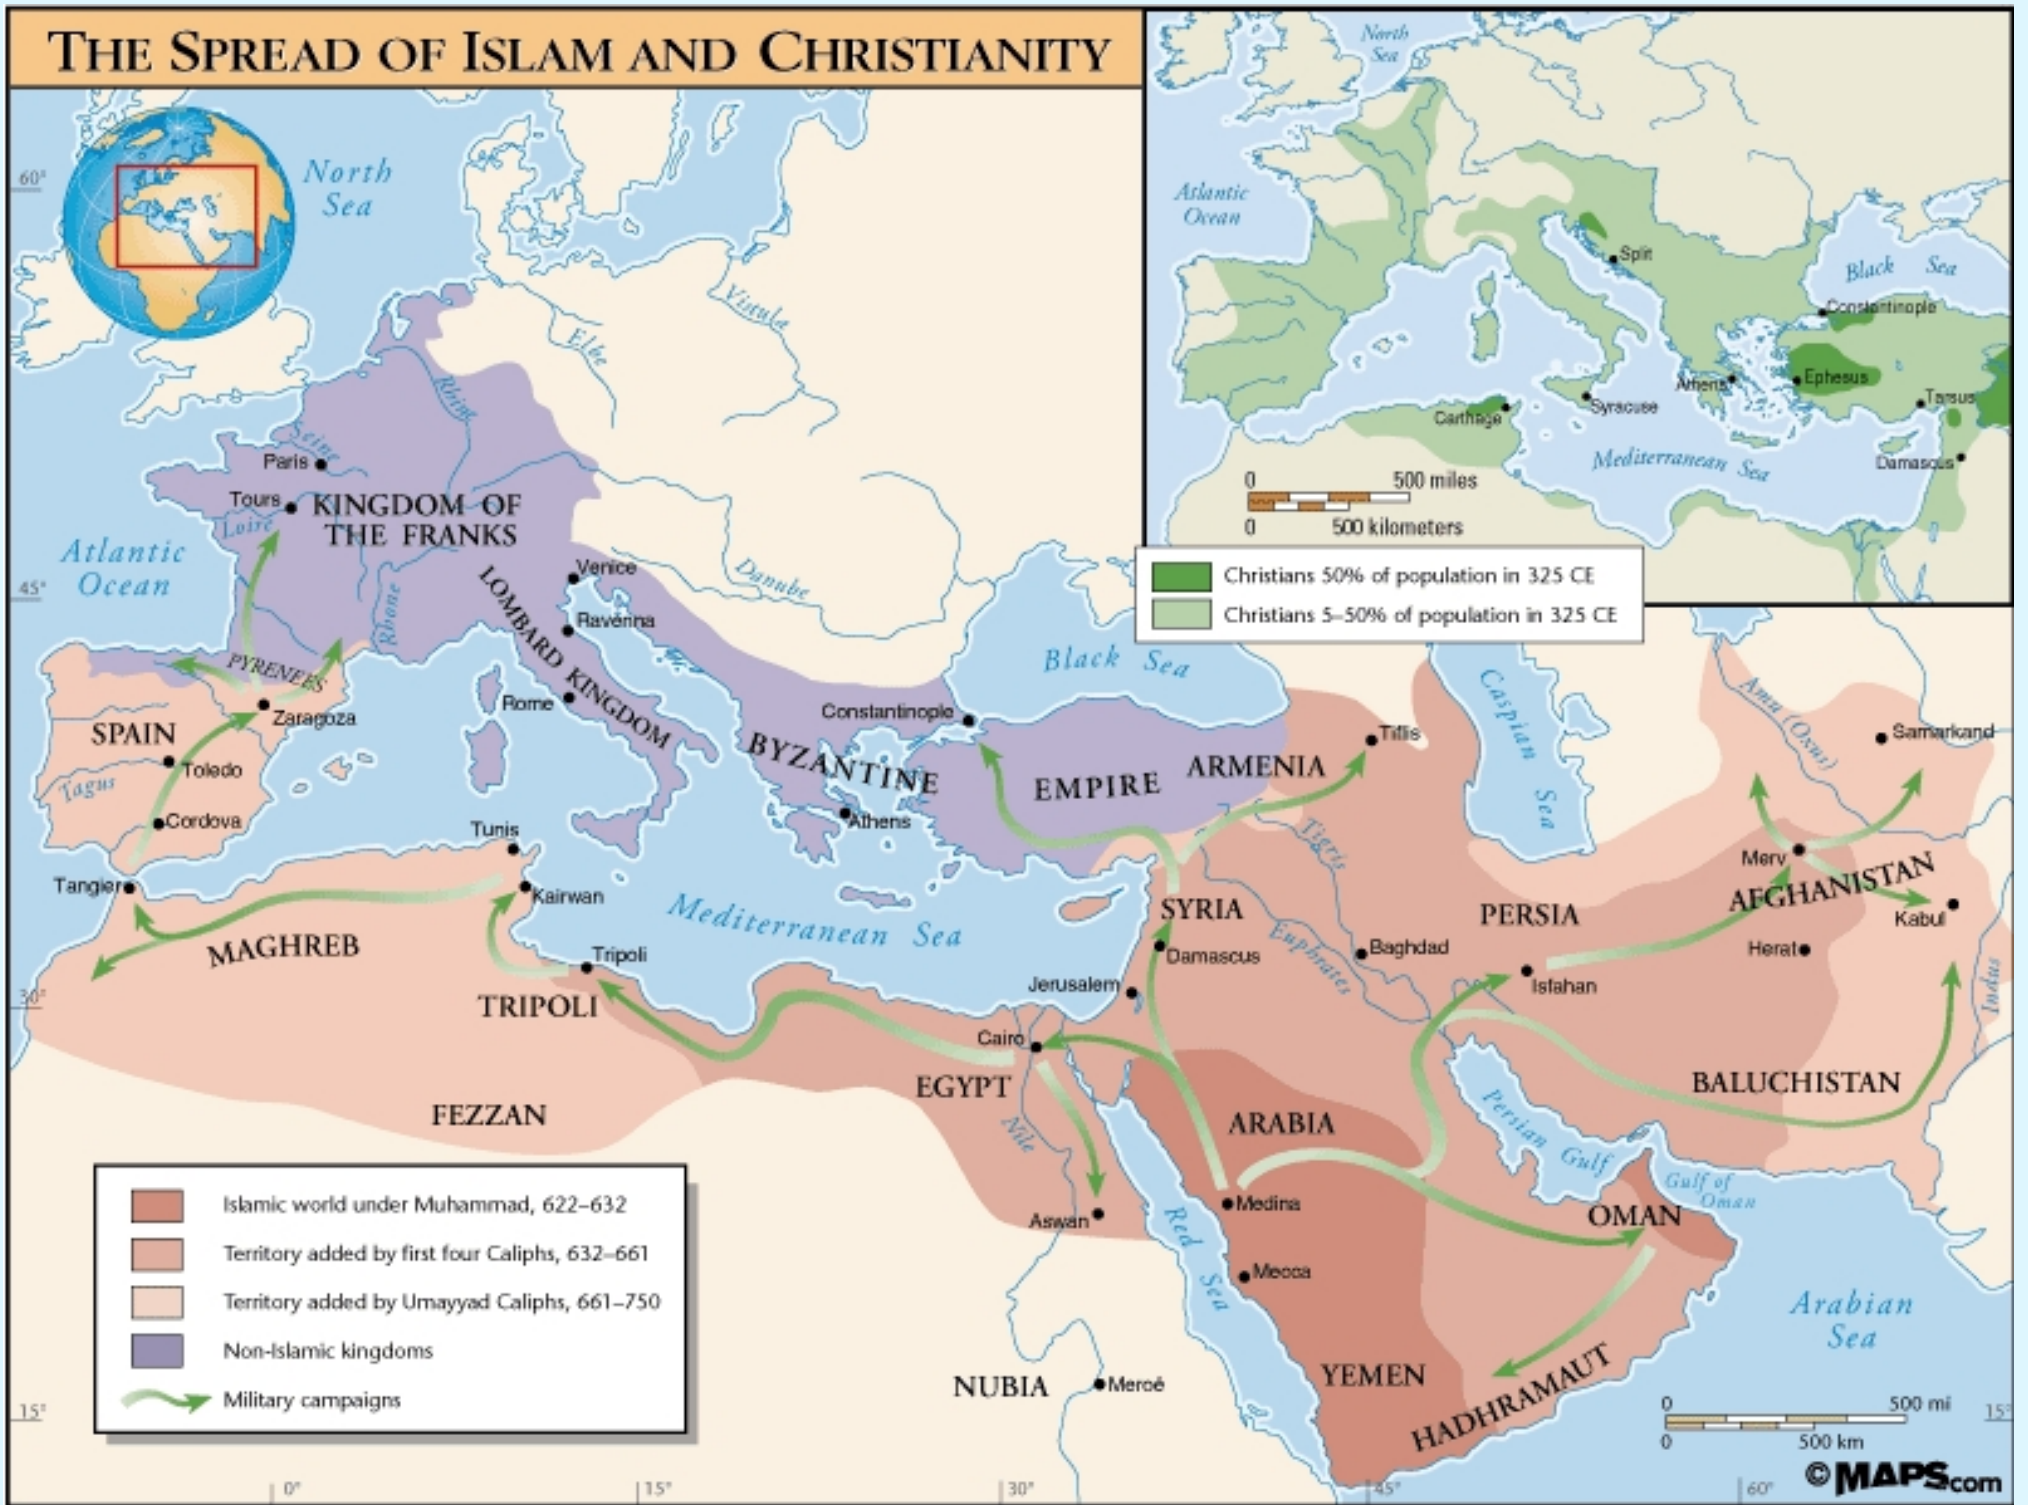 THE SPREAD OF ISLAM AND CHRISTIANITY
North
Sea
Atlantic
Ocean
Split
Black Sea
Constantinople
Athens
Ephesus
Tarsus
Carthage
Syracuse
Mediterranean Sea
Damascus
0 500 miles
0 500 kilometers
Christians 50% of population in 325 CE
Christians 5–50% of population in 325 CE
60°
North
Sea
Vistula
Elbe
Rhine
Seine
Paris
Tours
Loire
KINGDOM OF
THE FRANKS
Atlantic
Ocean
45°
Rhone
Venice
Danube
Ravenna
LOMBARD KINGDOM
PYRENEES
Black Sea
Caspian
Sea
Amu (Oxus)
Rome
Zaragoza
SPAIN
Constantinople
Tiflis
Samarkand
Toledo
Tagus
BYZANTINE
EMPIRE
ARMENIA
Cordova
Athens
Tunis
Tigris
Merv
AFGHANISTAN
Tangier
Kairwan
Mediterranean Sea
SYRIA
PERSIA
Kabul
MAGHREB
Tripoli
Damascus
Euphrates
Baghdad
Herat
Jerusalem
Isfahan
Indus
30°
TRIPOLI
Cairo
EGYPT
BALUCHISTAN
FEZZAN
Nile
ARABIA
Persian Gulf
Gulf of
Oman
Medina
Aswan
OMAN
Red Sea
Mecca
Arabian
Sea
Islamic world under Muhammad, 622–632
Territory added by first four Caliphs, 632–661
Territory added by Umayyad Caliphs, 661–750
Non-Islamic kingdoms
Military campaigns
NUBIA
Meroé
YEMEN
HADHRAMAUT
0 500 mi
0 500 km
15°
15°
0°
15°
30°
45°
60°
©MAPS.com